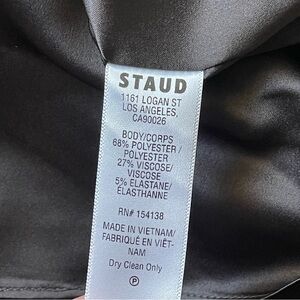 STAUD
1161 LOGAN ST
LOS ANGELES,
CA90026
BODY/CORPS
68% POLYESTER/
POLYESTER
27% VISCOSE/
VISCOSE
5% ELASTANE/
ELASTHANNE
RN# 154138
MADE IN VIETNAM/
FABRIQUÉ EN VIÊT-
NAM
Dry Clean Only
P